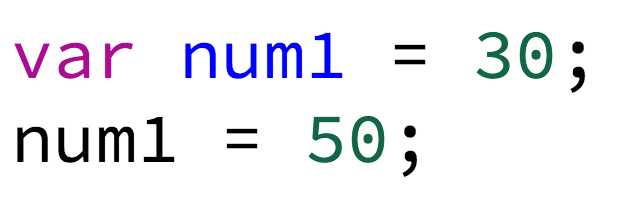 var num1 = 30;
num1 = 50;